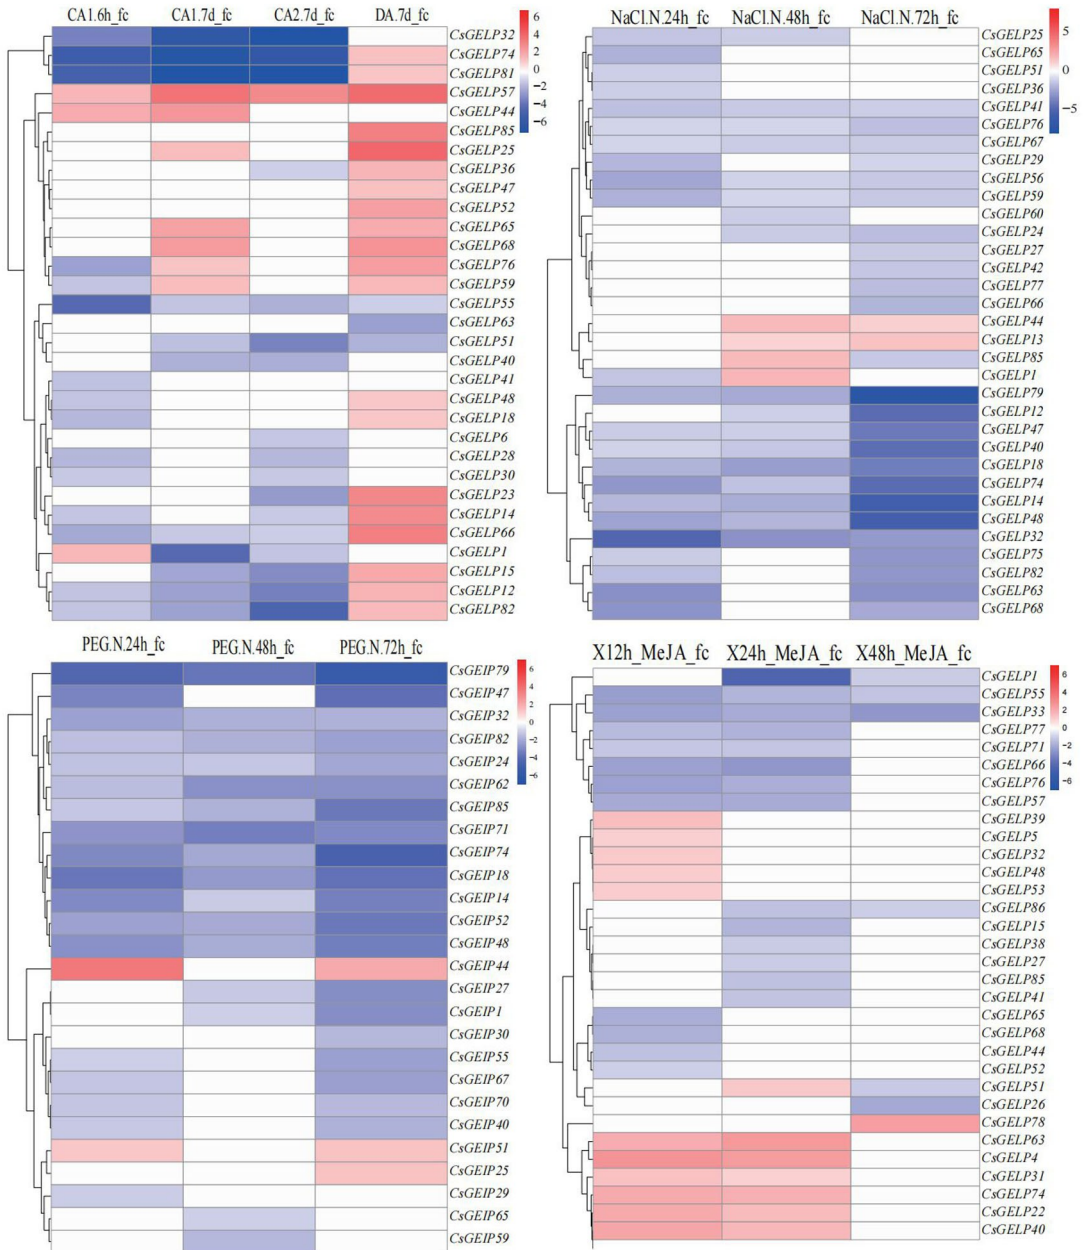 CA1.6h_fc CA1.7d_fc CA2.7d_fc DA.7d_fc
CsGELP32
CsGELP74
CsGELP81
CsGELP57
CsGELP44
CsGELP85
CsGELP25
CsGELP36
CsGELP47
CsGELP52
CsGELP65
CsGELP68
CsGELP76
CsGELP59
CsGELP55
CsGELP63
CsGELP51
CsGELP40
CsGELP41
CsGELP48
CsGELP18
CsGELP6
CsGELP28
CsGELP30
CsGELP23
CsGELP14
CsGELP66
CsGELP1
CsGELP15
CsGELP12
CsGELP82
6
4
2
0
−2
−4
−6
NaCl.N.24h_fc NaCl.N.48h_fc NaCl.N.72h_fc
CsGELP25
CsGELP65
CsGELP51
CsGELP36
CsGELP41
CsGELP76
CsGELP67
CsGELP29
CsGELP56
CsGELP59
CsGELP60
CsGELP24
CsGELP27
CsGELP42
CsGELP77
CsGELP66
CsGELP44
CsGELP13
CsGELP85
CsGELP1
CsGELP79
CsGELP12
CsGELP47
CsGELP40
CsGELP18
CsGELP74
CsGELP14
CsGELP48
CsGELP32
CsGELP75
CsGELP82
CsGELP63
CsGELP68
5
0
−5
PEG.N.24h_fc PEG.N.48h_fc PEG.N.72h_fc
CsGEIP79
CsGEIP47
CsGEIP32
CsGEIP82
CsGEIP24
CsGEIP62
CsGEIP85
CsGEIP71
CsGEIP74
CsGEIP18
CsGEIP14
CsGEIP52
CsGEIP48
CsGEIP44
CsGEIP27
CsGEIP1
CsGEIP30
CsGEIP55
CsGEIP67
CsGEIP70
CsGEIP40
CsGEIP51
CsGEIP25
CsGEIP29
CsGEIP65
CsGEIP59
6
4
2
0
−2
−4
−6
X12h_MeJA_fc X24h_MeJA_fc X48h_MeJA_fc
CsGELP1
CsGELP55
CsGELP33
CsGELP77
CsGELP71
CsGELP66
CsGELP76
CsGELP57
CsGELP39
CsGELP5
CsGELP32
CsGELP48
CsGELP53
CsGELP86
CsGELP15
CsGELP38
CsGELP27
CsGELP85
CsGELP41
CsGELP65
CsGELP68
CsGELP44
CsGELP52
CsGELP51
CsGELP26
CsGELP78
CsGELP63
CsGELP4
CsGELP31
CsGELP74
CsGELP22
CsGELP40
6
4
2
0
−2
−4
−6